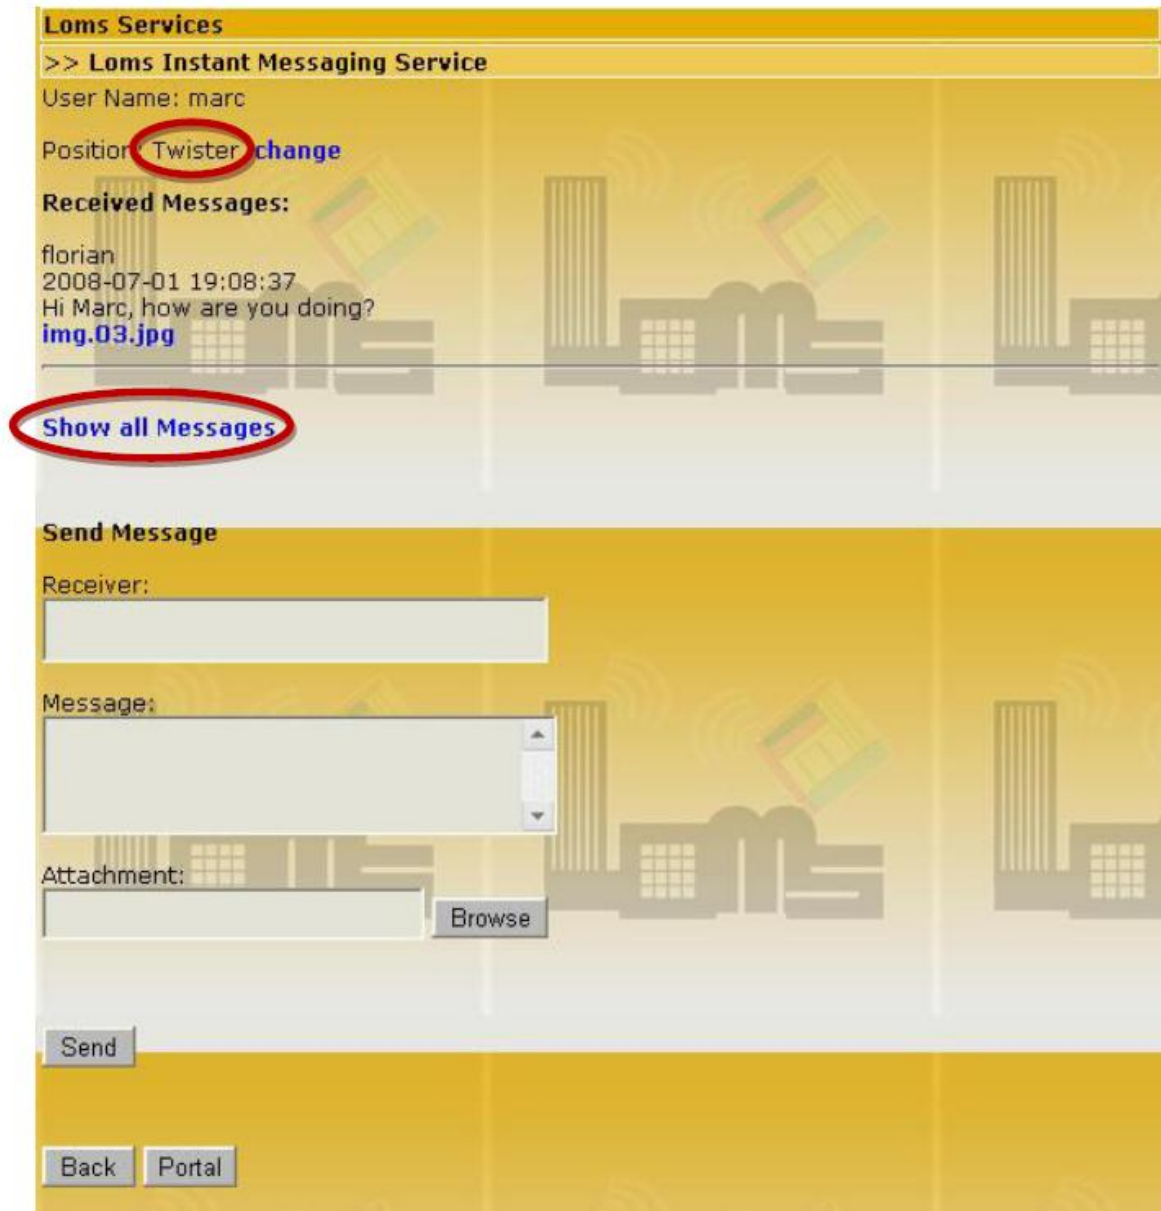 Loms Services
>> Loms Instant Messaging Service
User Name: marc
Position: Twister change
Received Messages:
florian
2008-07-01 19:08:37
Hi Marc, how are you doing?
img.03.jpg
Show all Messages
Send Message
Receiver:
Message:
Attachment:
Browse
Send
Back Portal